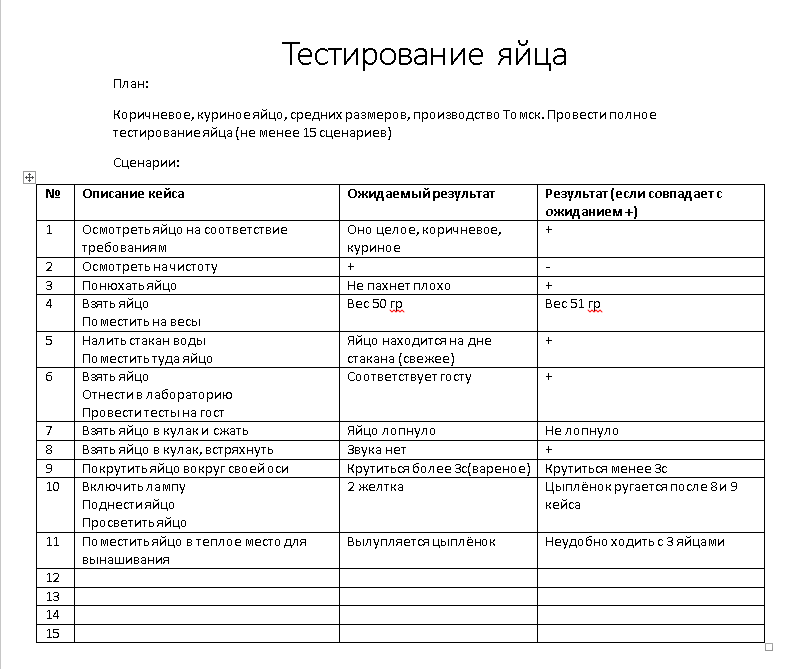 Тестирование яйца
План:
Коричневое, куриное яйцо, средних размеров, производство Томск. Провести полное
тестирование яйца (не менее 15 сценариев)
Сценарии:
№ Описание кейса Ожидаемый результат Результат (если совпадает с
ожиданием +)
1 Осмотреть яйцо на соответствие Оно целое, коричневое, +
требованиям куриное
2 Осмотреть на чистоту + -
3 Понюхать яйцо Не пахнет плохо +
4 Взять яйцо Вес 50 гр Вес 51 гр
Поместить на весы
5 Налить стакан воды Яйцо находится на дне +
Поместить туда яйцо стакана (свежее)
6 Взять яйцо Соответствует госту +
Отнести в лабораторию
Провести тесты на гост
7 Взять яйцо в кулак и сжать Яйцо лопнуло Не лопнуло
8 Взять яйцо в кулак, встряхнуть Звука нет +
9 Покрутить яйцо вокруг своей оси Крутиться более 3с(вареное) Крутиться менее 3с
10 Включить лампу 2 желтка Цыплёнок ругается после 8 и 9
Поднести яйцо кейса
Просветить яйцо
11 Поместить яйцо в теплое место для Вылупляется цыплёнок Неудобно ходить с 3 яйцами
вынашивания
12
13
14
15